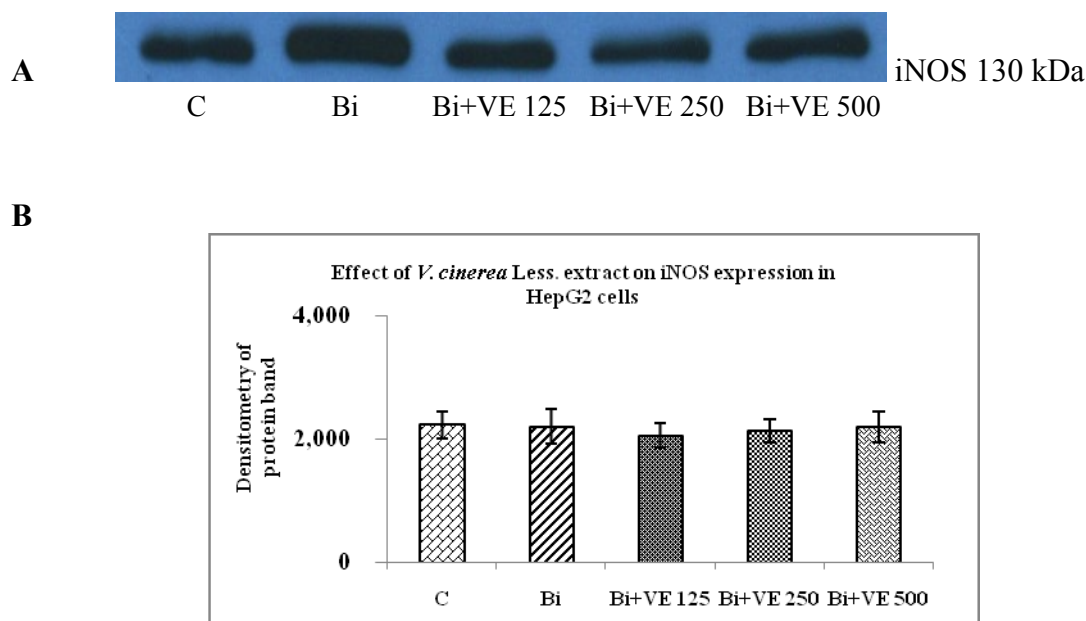 A
iNOS 130 kDa
C Bi Bi+VE 125 Bi+VE 250 Bi+VE 500
B
Effect of V. cinerea Less. extract on iNOS expression in
HepG2 cells
Densitometry of
protein band
4,000
2,000
0
C Bi Bi+VE 125 Bi+VE 250 Bi+VE 500